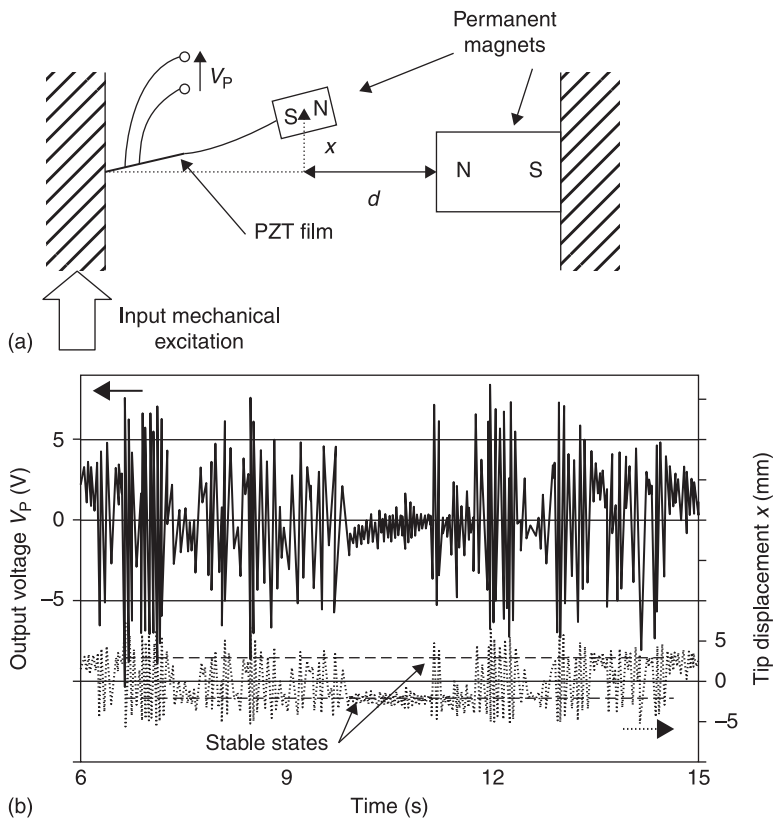 Permanent
magnets
V_P
S N
x
N S
d
PZT film
Input mechanical
excitation
(a)
Output voltage V_P (V)
5
0
−5
Tip displacement x (mm)
5
0
−5
Stable states
6 9 12 15
(b) Time (s)